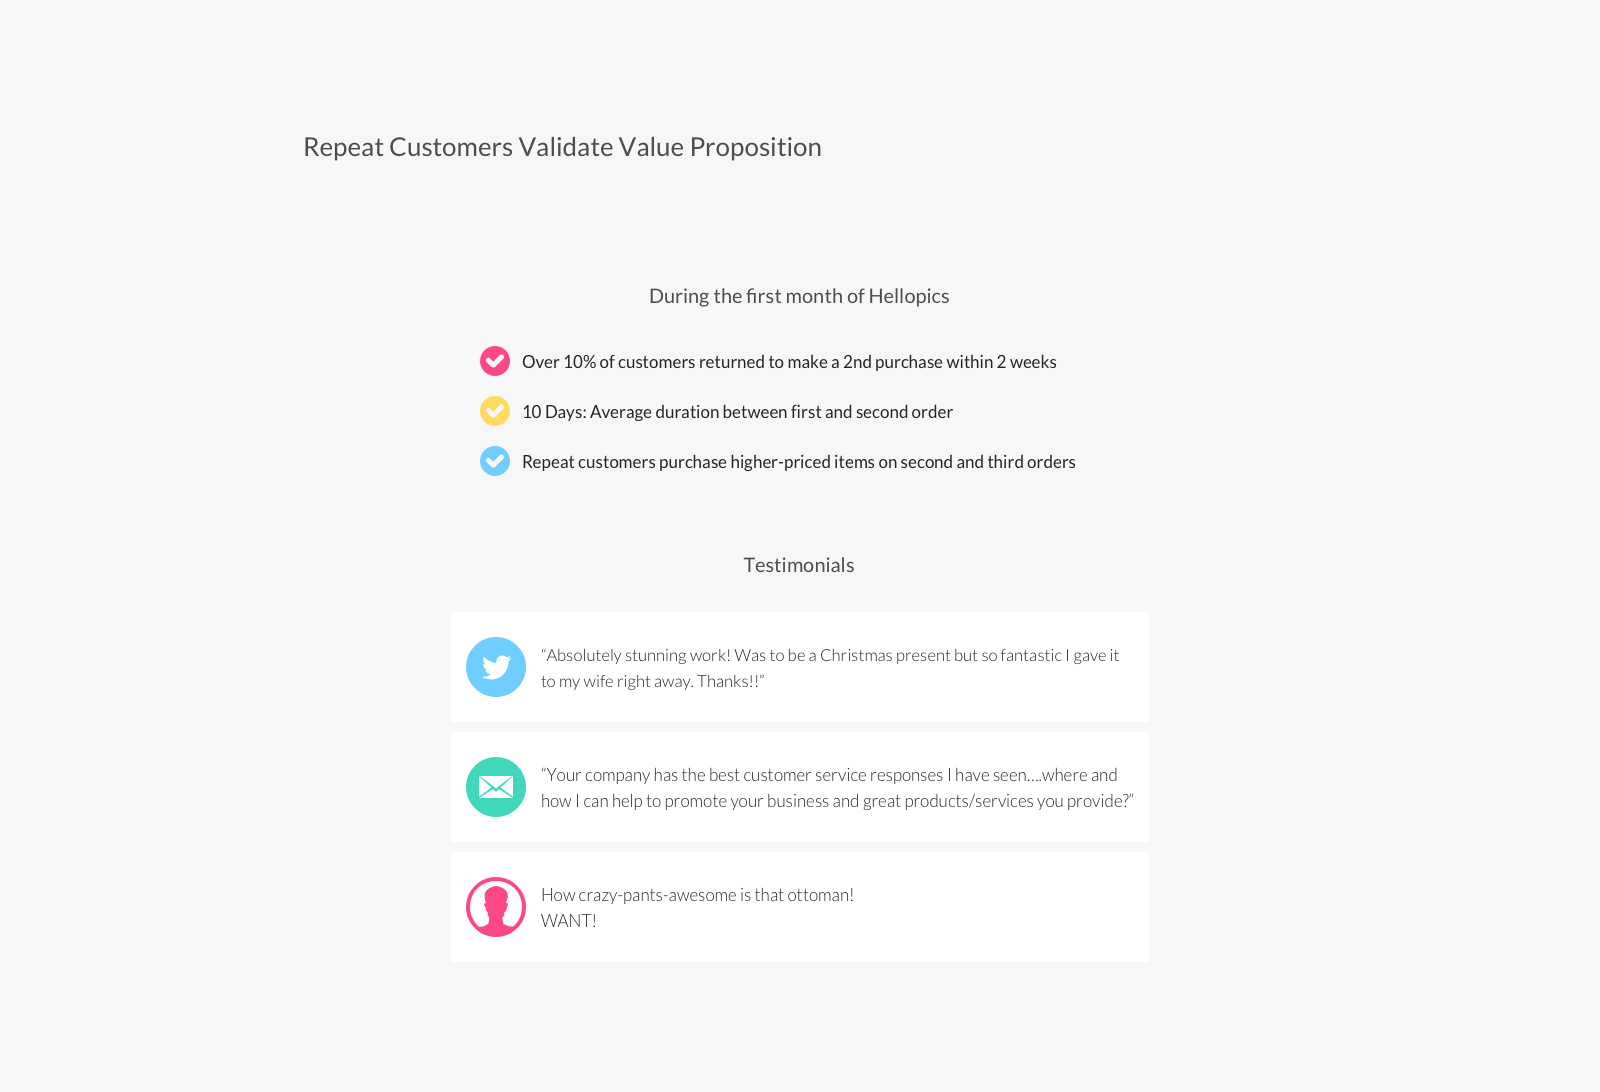 Repeat Customers Validate Value Proposition
During the first month of Hellopics
Over 10% of customers returned to make a 2nd purchase within 2 weeks
10 Days: Average duration between first and second order
Repeat customers purchase higher-priced items on second and third orders
Testimonials
“Absolutely stunning work! Was to be a Christmas present but so fantastic I gave it
to my wife right away. Thanks!!”
“Your company has the best customer service responses I have seen....where and
how I can help to promote your business and great products/services you provide?”
How crazy-pants-awesome is that ottoman!
WANT!